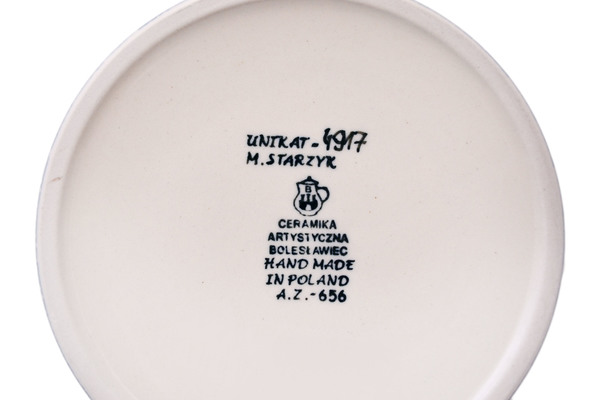 UNIKAT-4917
M. STARZYK
B
CERAMIKA
ARTYSTYCZNA
BOLESŁAWIEC
HAND MADE
IN POLAND
A.Z.-656